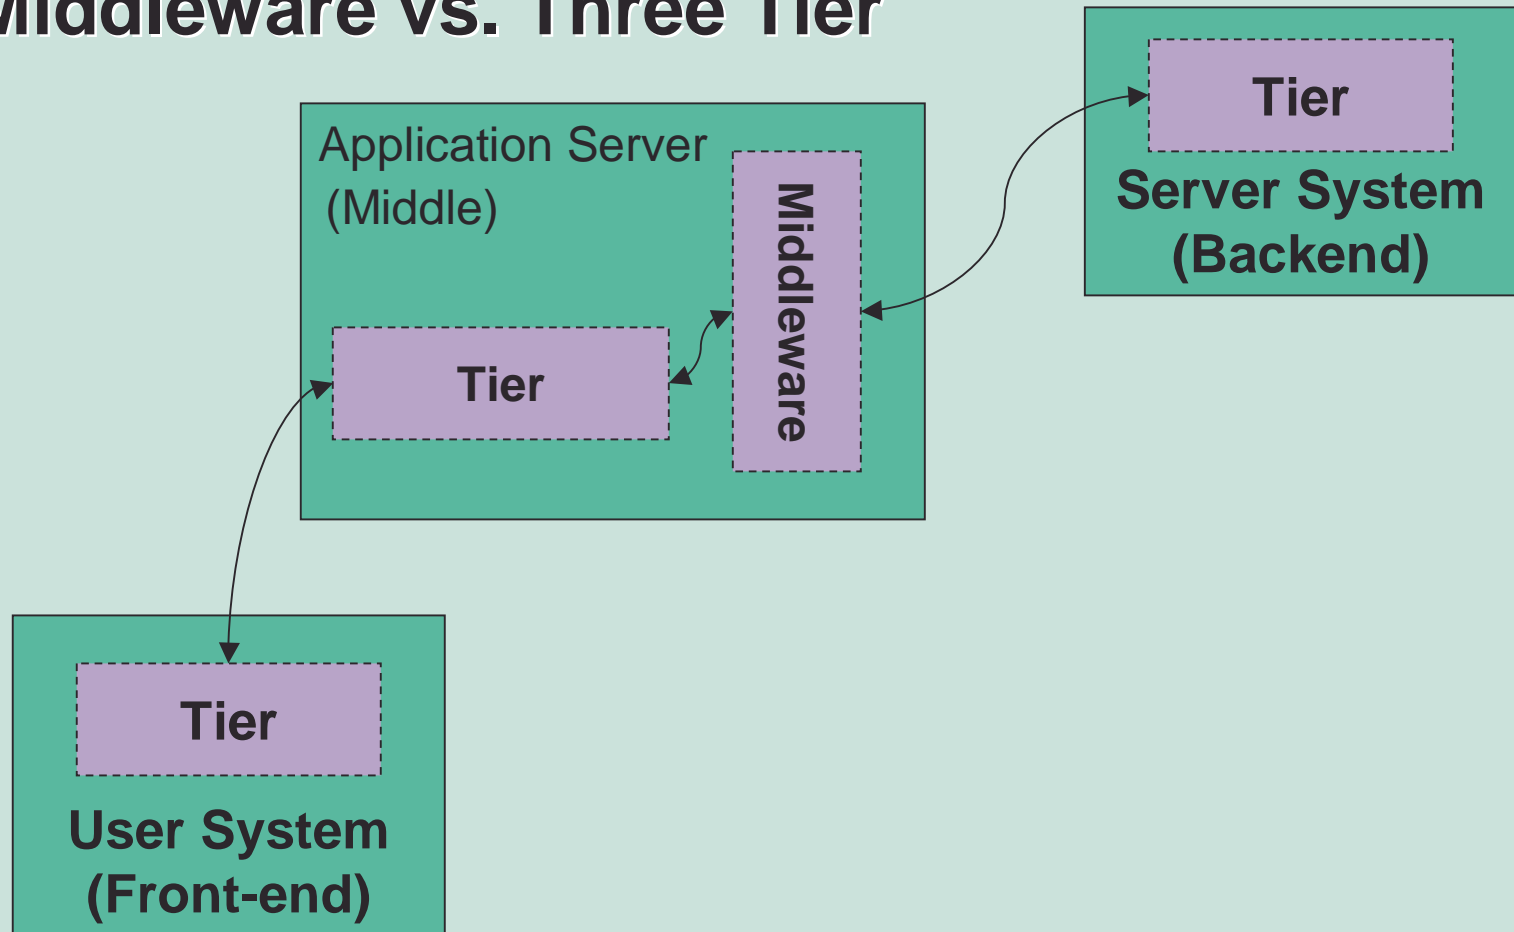 Middleware vs. Three Tier
Tier
Server System
(Backend)
Application Server
(Middle)
Middleware
Tier
Tier
User System
(Front-end)